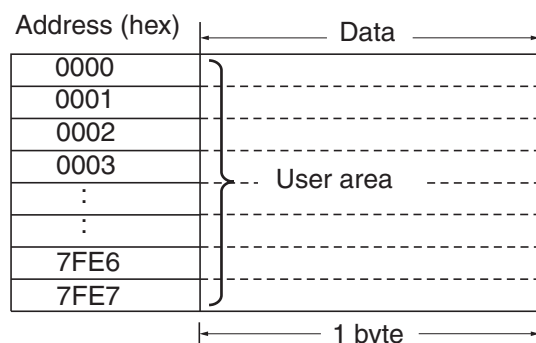 Address (hex) Data
0000
0001
0002
0003
:
User area
:
7FE6
7FE7
1 byte